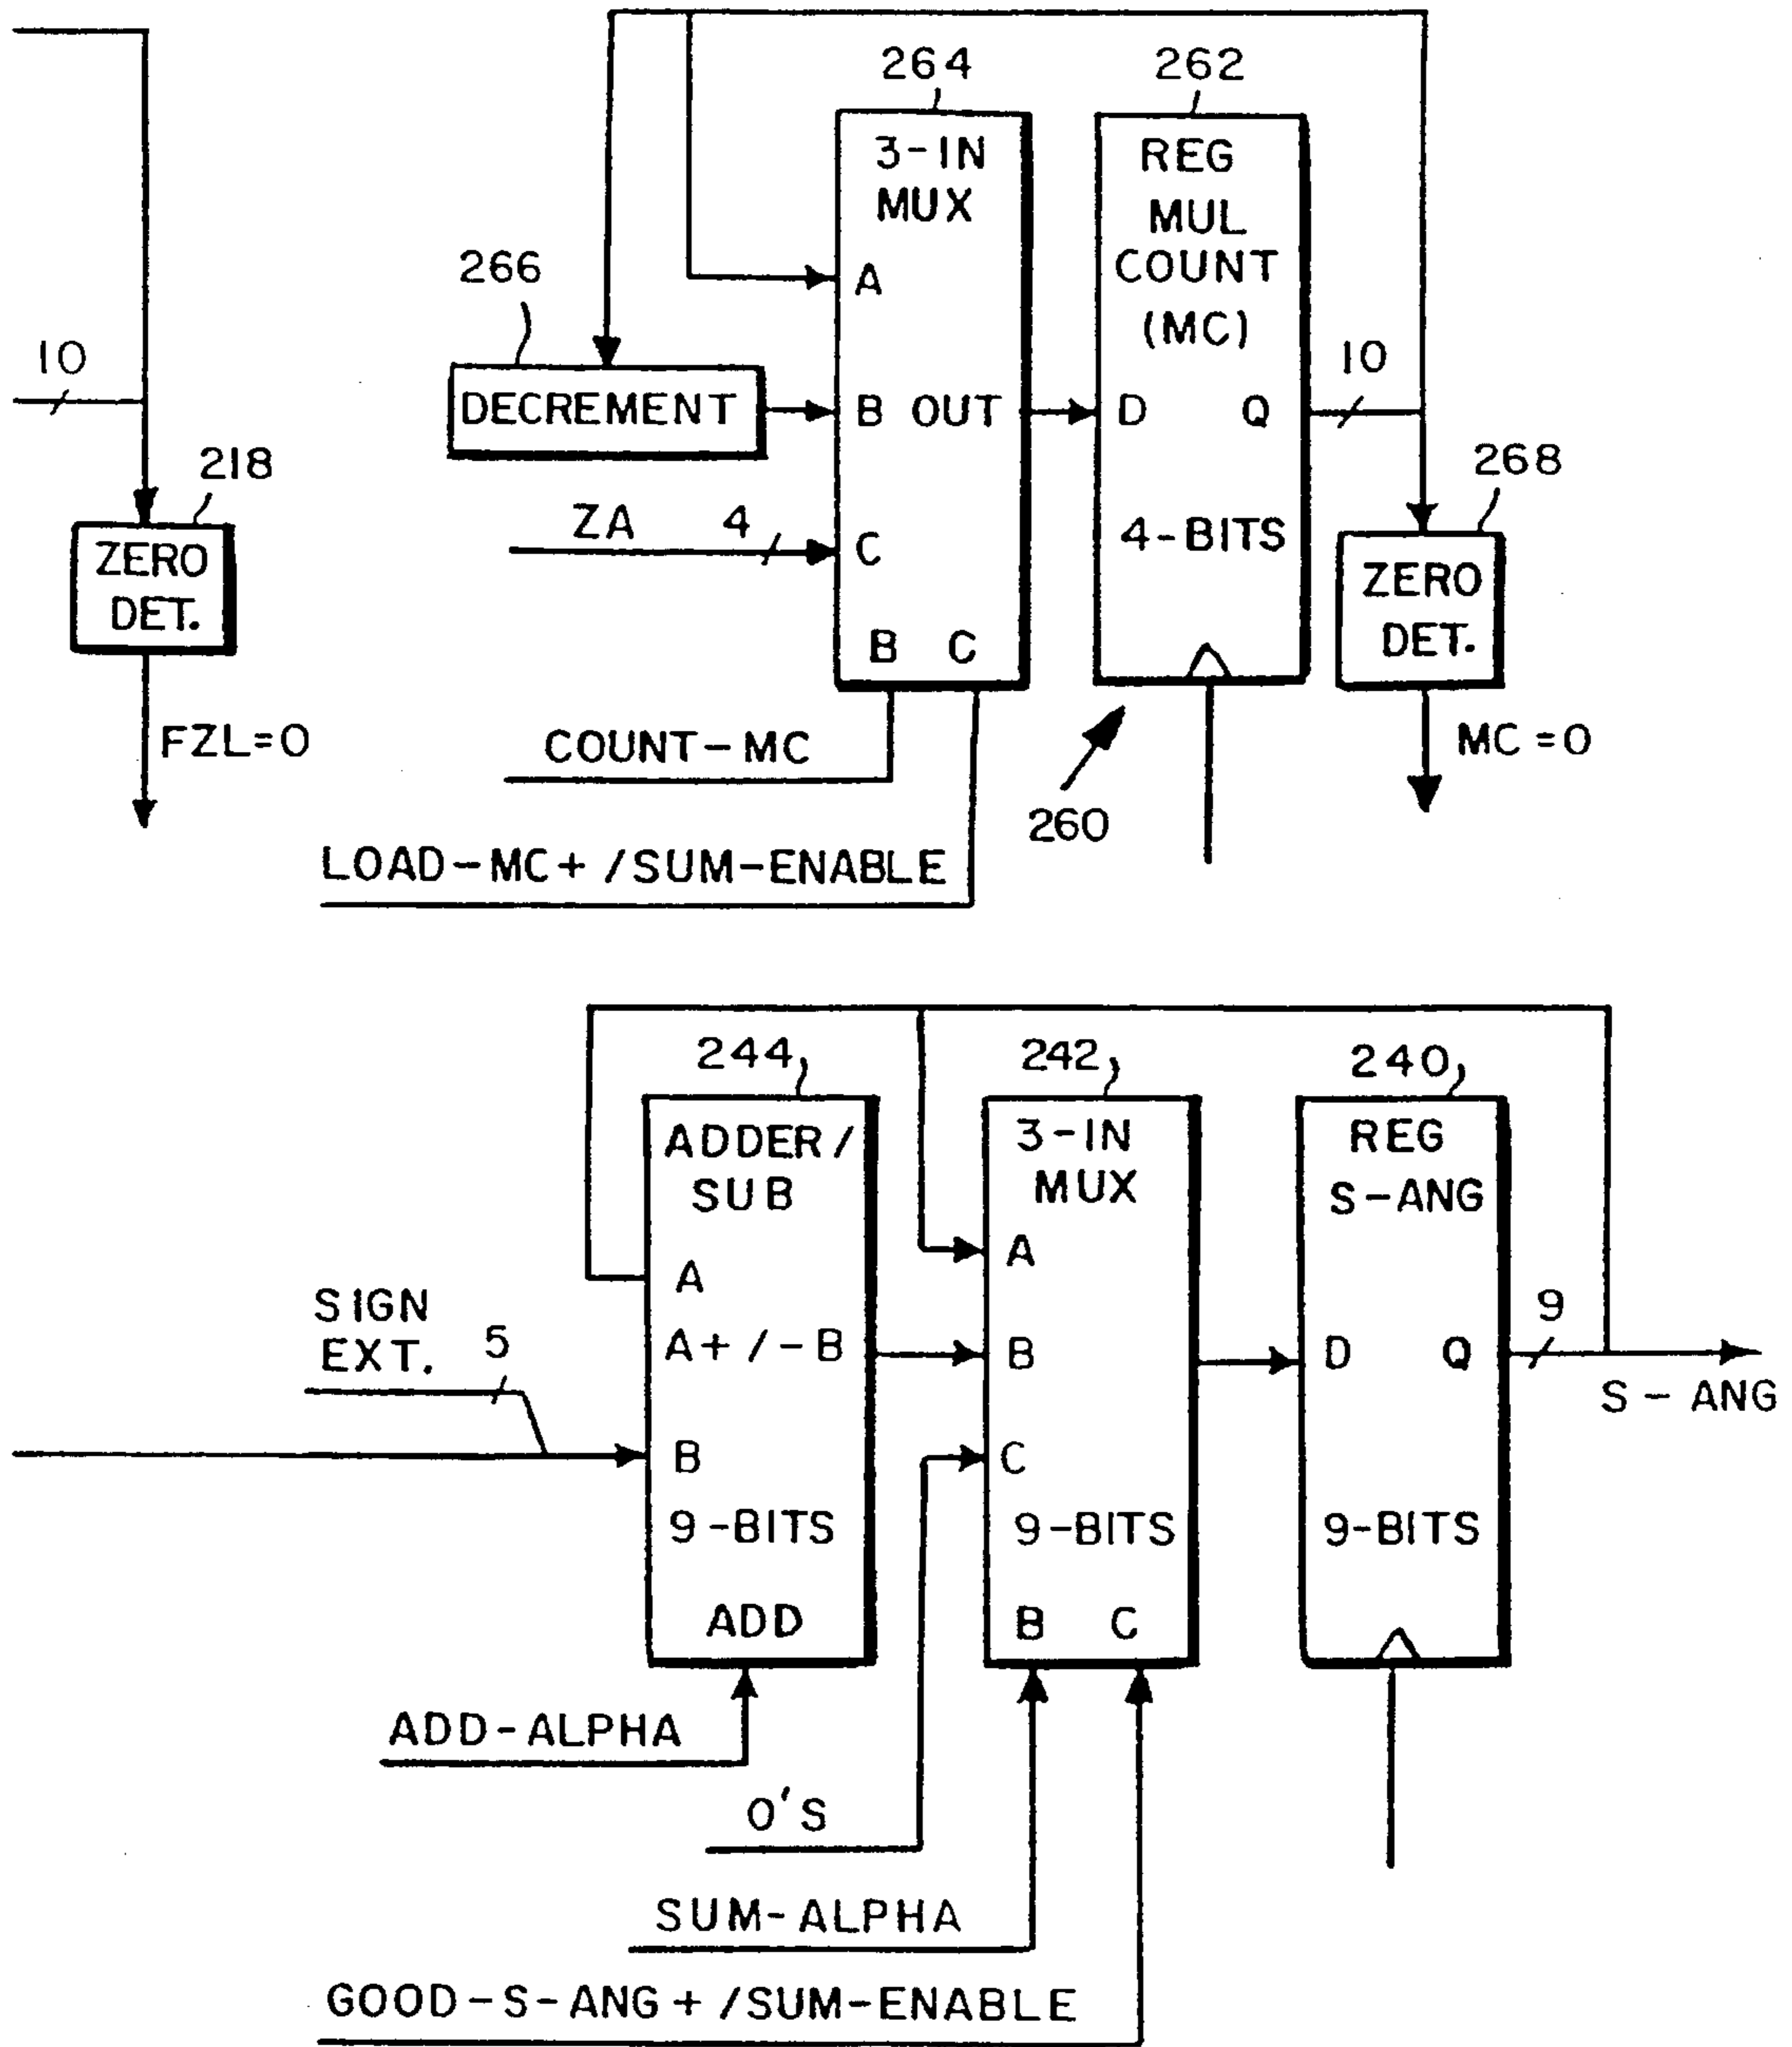 264
262
3-IN
MUX
REG
MUL
COUNT
(MC)
266
A
10
10
DECREMENT
B OUT
D Q
218
268
ZA 4
C
4-BITS
ZERO
DET.
ZERO
DET.
B C
FZL=0
COUNT-MC
MC=0
260
LOAD-MC+ /SUM-ENABLE
244
242
240
ADDER/
SUB
3-IN
MUX
REG
S-ANG
A
A
SIGN
EXT. 5
A+/-B
B
D Q
9
S-ANG
B
C
9-BITS
9-BITS
9-BITS
ADD
B C
ADD-ALPHA
0'S
SUM-ALPHA
GOOD-S-ANG+/SUM-ENABLE